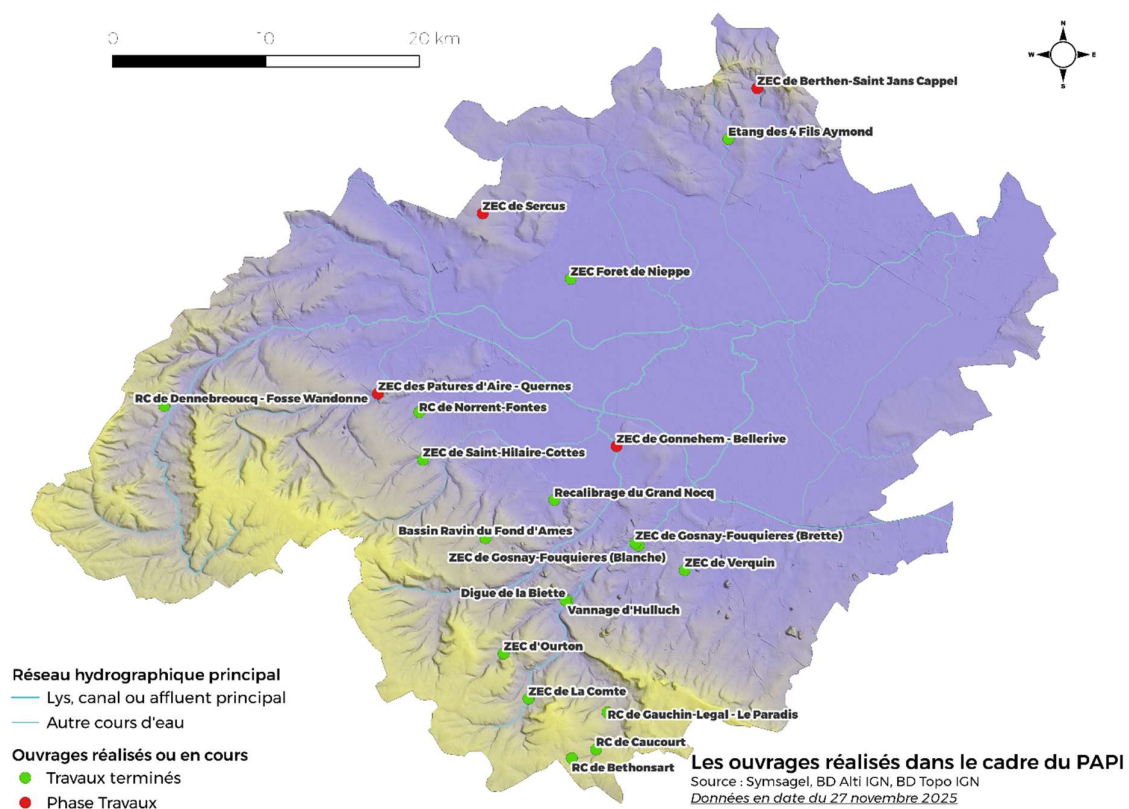 0 10 20 km
N
W E
S
ZEC de Berthen-Saint Jans Cappel
Etang des 4 Fils Aymond
ZEC de Sercus
ZEC Foret de Nieppe
ZEC des Patures d'Aire - Quernes
RC de Dennebreoucq - Fosse Wandonne
RC de Norrent-Fontes
ZEC de Gonnehem - Bellerive
ZEC de Saint-Hilaire-Cottes
Recalibrage du Grand Nocq
Bassin Ravin du Fond d'Ames
ZEC de Gosnay-Fouquieres (Brette)
ZEC de Gosnay-Fouquieres (Blanche)
ZEC de Verquin
Digue de la Biette
Vannage d'Hulluch
ZEC d'Ourton
ZEC de La Comte
RC de Gauchin-Legal - Le Paradis
RC de Caucourt
RC de Bethonsart
Réseau hydrographique principal
Lys, canal ou affluent principal
Autre cours d'eau
Ouvrages réalisés ou en cours
Travaux terminés
Phase Travaux
Les ouvrages réalisés dans le cadre du PAPI
Source : Symsagel, BD Alti IGN, BD Topo IGN
Données en date du 27 novembre 2025